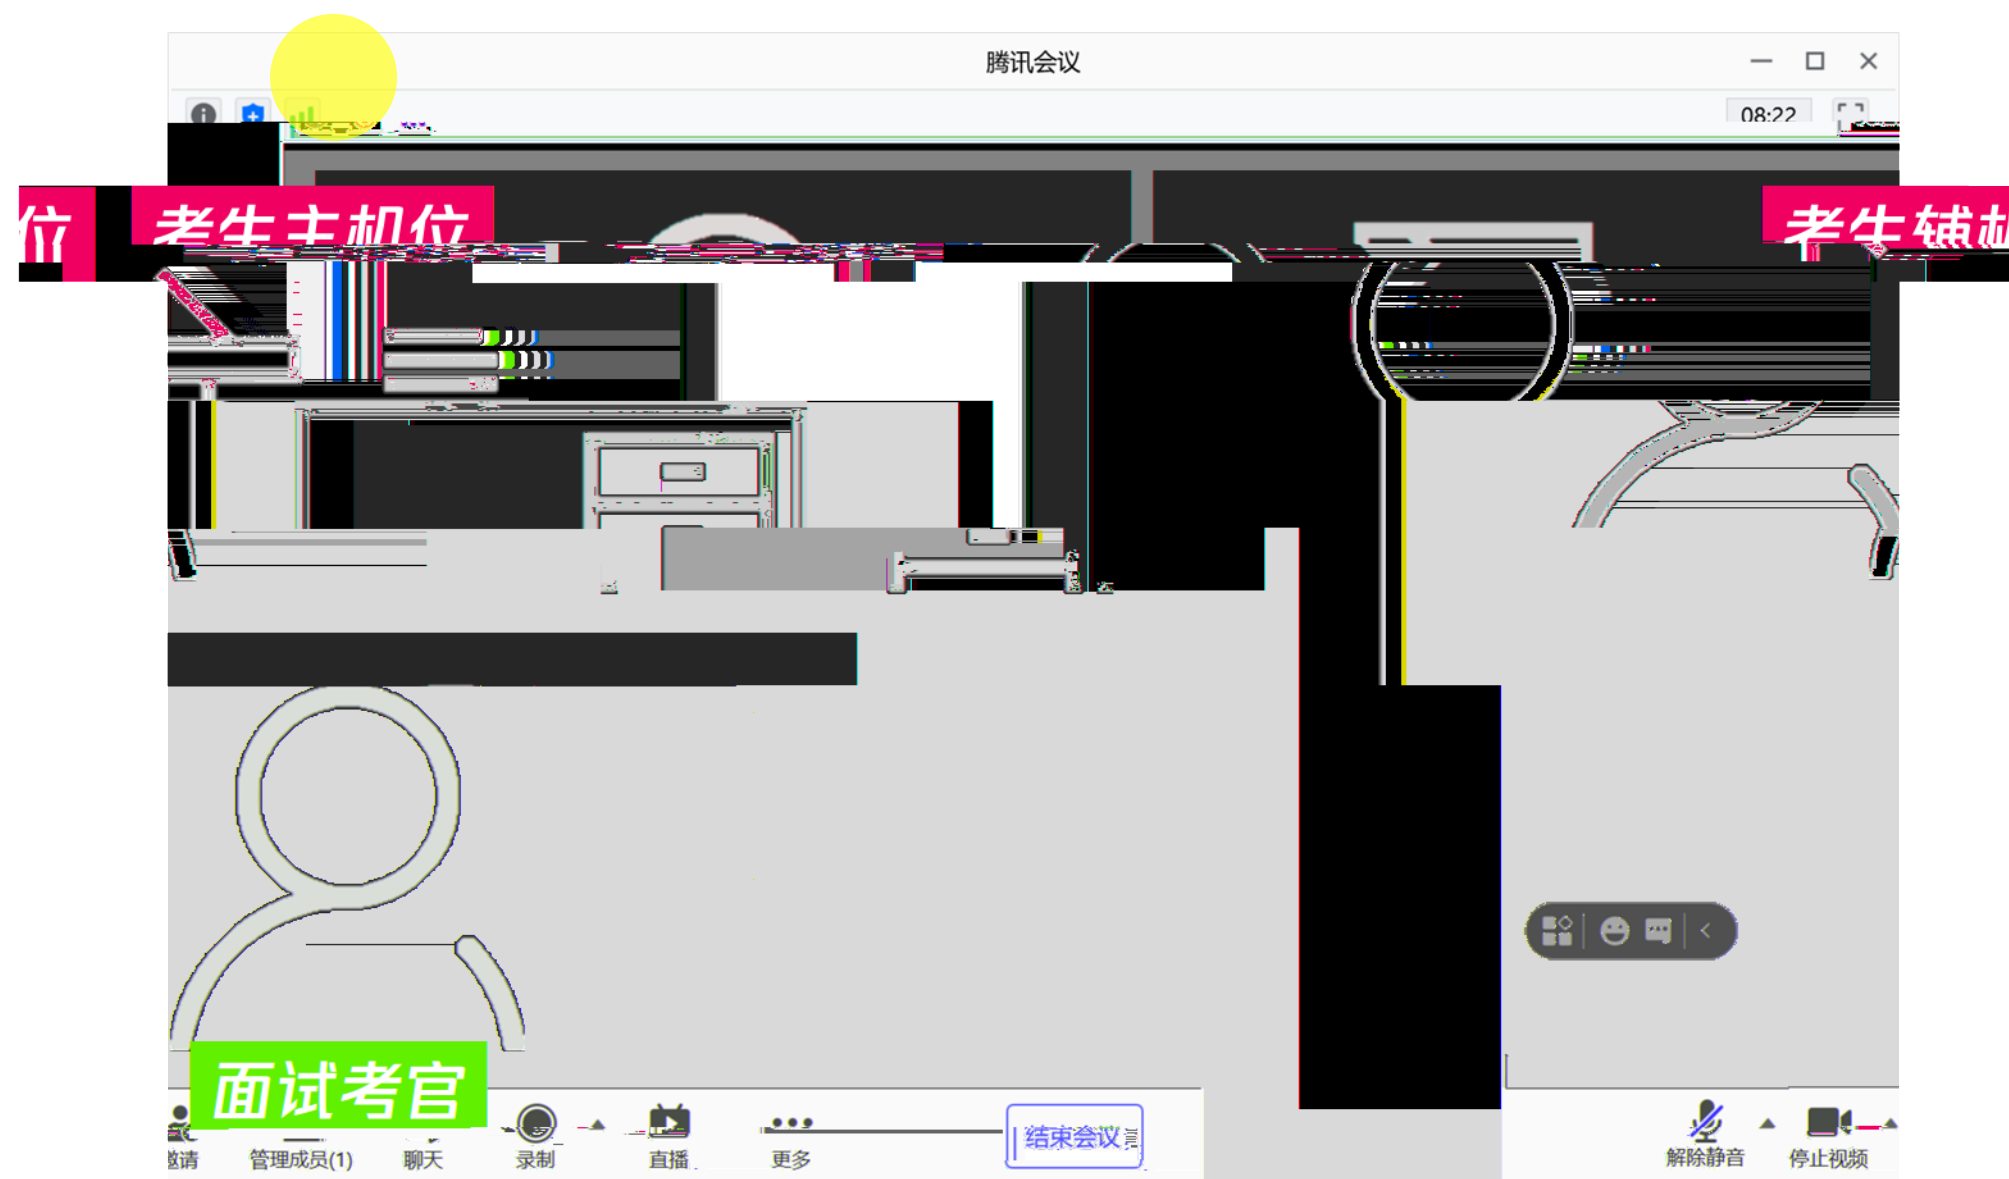 腾讯会议
08:22
位
考生主机位
考生辅机
面试考官
邀请
管理成员(1)
聊天
录制
直播
更多
结束会议
解除静音
停止视频